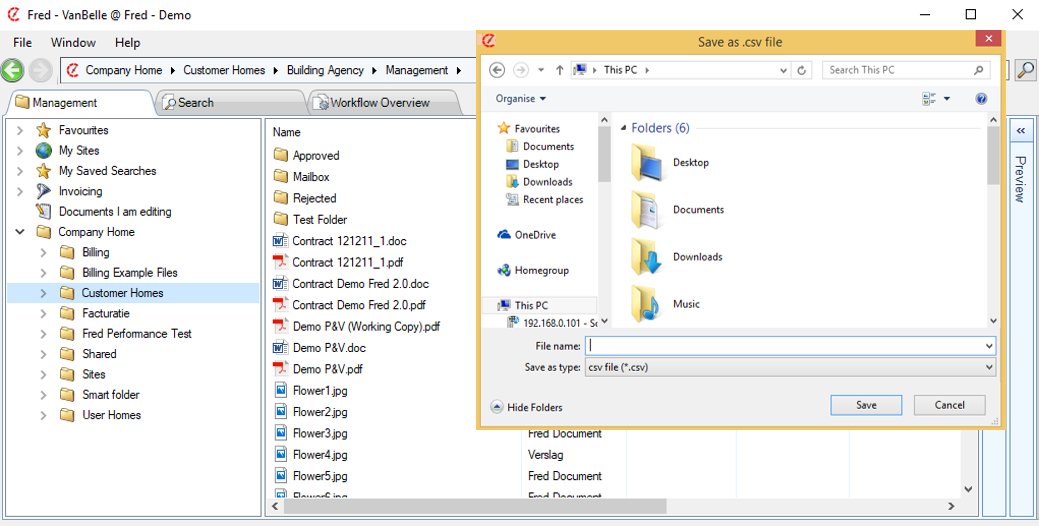 Fred - VanBelle @ Fred - Demo
File Window Help
Company Home Customer Homes Building Agency Management
Management Search Workflow Overview
Favourites
My Sites
My Saved Searches
Invoicing
Documents I am editing
Company Home
Billing
Billing Example Files
Customer Homes
Facturatie
Fred Performance Test
Shared
Sites
Smart folder
User Homes
Name
Approved
Mailbox
Rejected
Test Folder
Contract 121211_1.doc
Contract 121211_1.pdf
Contract Demo Fred 2.0.doc
Contract Demo Fred 2.0.pdf
Demo P&V (Working Copy).pdf
Demo P&V.doc
Demo P&V.pdf
Flower1.jpg
Flower2.jpg
Flower3.jpg Fred Document
Flower4.jpg Verslag
Flower5.jpg Fred Document
Flower6.jpg Fred Document
Preview
Save as .csv file
This PC
Search This PC
Organise
Favourites
Documents
Desktop
Downloads
Recent places
OneDrive
Homegroup
This PC
192.168.0.101 - Sc
Folders (6)
Desktop
Documents
Downloads
Music
File name:
Save as type: csv file (*.csv)
Hide Folders
Save Cancel